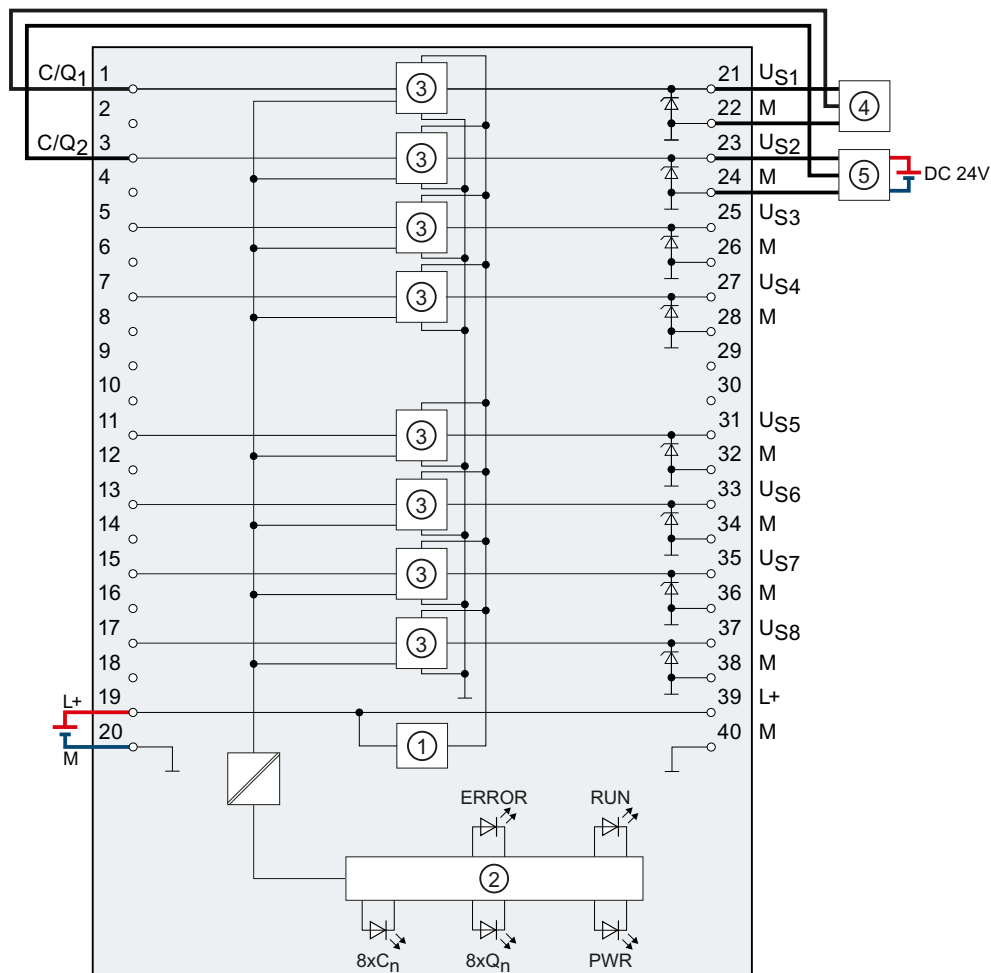 C/Q1 1 ③ 21 US1
④
2 22 M
C/Q2 3 ③ 23 US2
4 24 M
⑤ DC 24V
5 ③ 25 US3
6 26 M
7 ③ 27 US4
8 28 M
9 29
10 30
11 ③ 31 US5
12 32 M
13 ③ 33 US6
14 34 M
15 ③ 35 US7
16 36 M
17 ③ 37 US8
18 38 M
L+ 19 39 L+
20 ① 40 M
M
ERROR RUN
②
8xCn 8xQn PWR